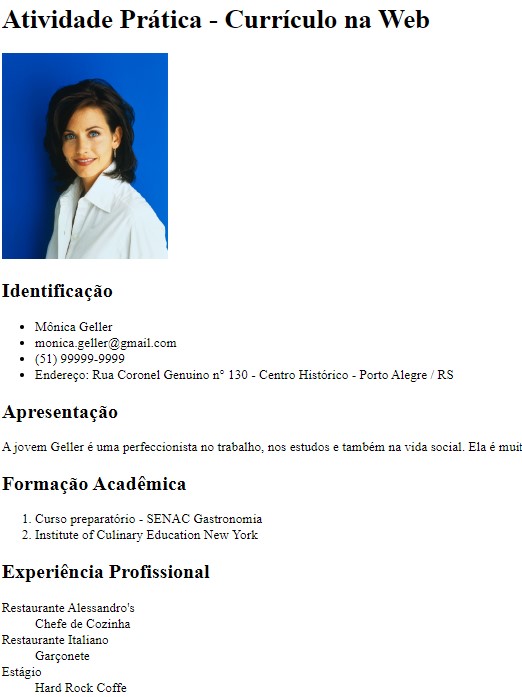 Atividade Prática - Currículo na Web
Identificação
Mônica Geller
monica.geller@gmail.com
(51) 99999-9999
Endereço: Rua Coronel Genuino n° 130 - Centro Histórico - Porto Alegre / RS
Apresentação
A jovem Geller é uma perfeccionista no trabalho, nos estudos e também na vida social. Ela é muit
Formação Acadêmica
1. Curso preparatório - SENAC Gastronomia
2. Institute of Culinary Education New York
Experiência Profissional
Restaurante Alessandro's
Chefe de Cozinha
Restaurante Italiano
Garçonete
Estágio
Hard Rock Coffe